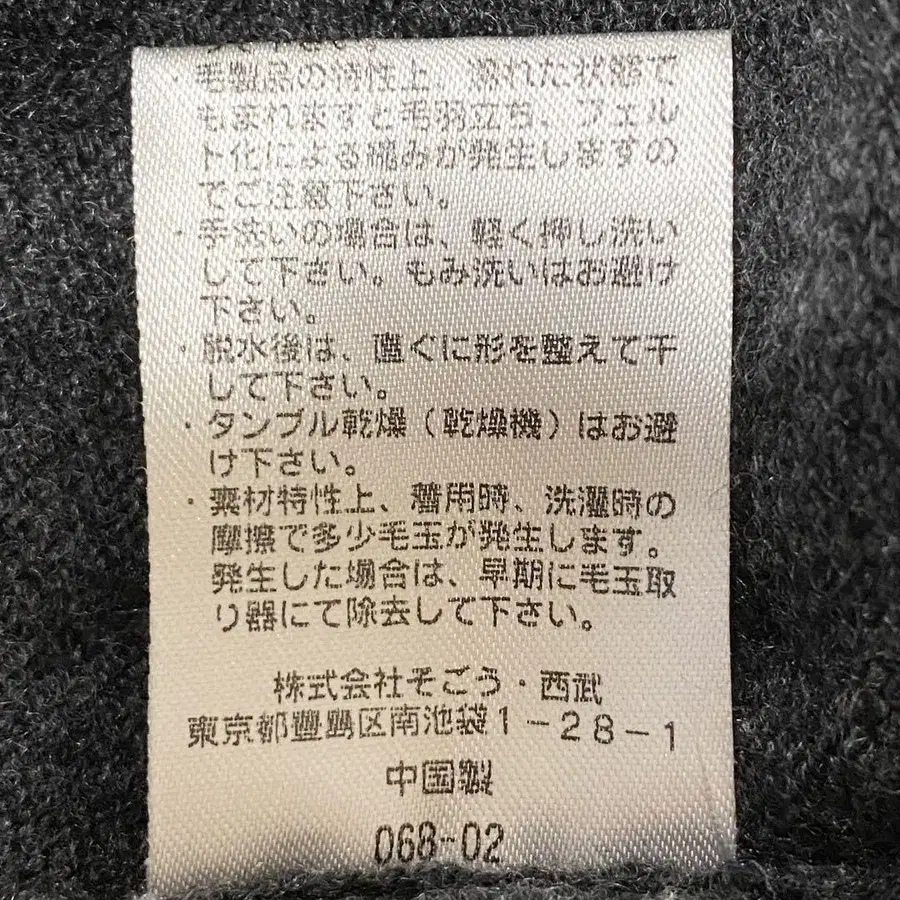 下さい。
・毛製品の特性上、濡れた状態で
もまれますと毛羽立ち、フェル
ト化による縮みが発生しますの
でご注意下さい。
・手洗いの場合は、軽く押し洗い
して下さい。もみ洗いはお避け
下さい。
・脱水後は、直ぐに形を整えて干
して下さい。
・タンブル乾燥（乾燥機）はお避
け下さい。
・素材特性上、着用時、洗濯時の
摩擦で多少毛玉が発生します。
発生した場合は、早期に毛玉取
り器にて除去して下さい。
株式会社そごう・西武
東京都豊島区南池袋1－28－1
中国製
068-02